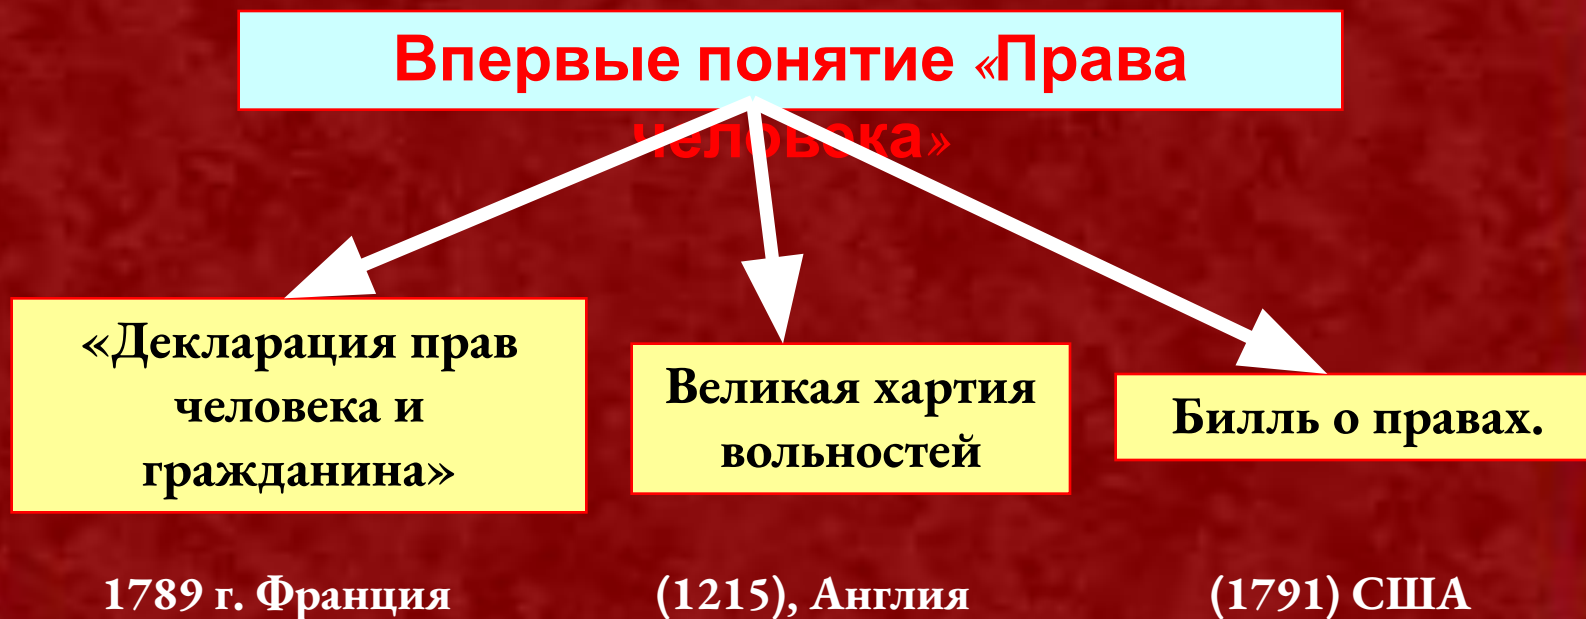 Впервые понятие «Права
человека»
«Декларация прав
человека и
гражданина»
Великая хартия
вольностей
Билль о правах.
1789 г. Франция
(1215), Англия
(1791) США